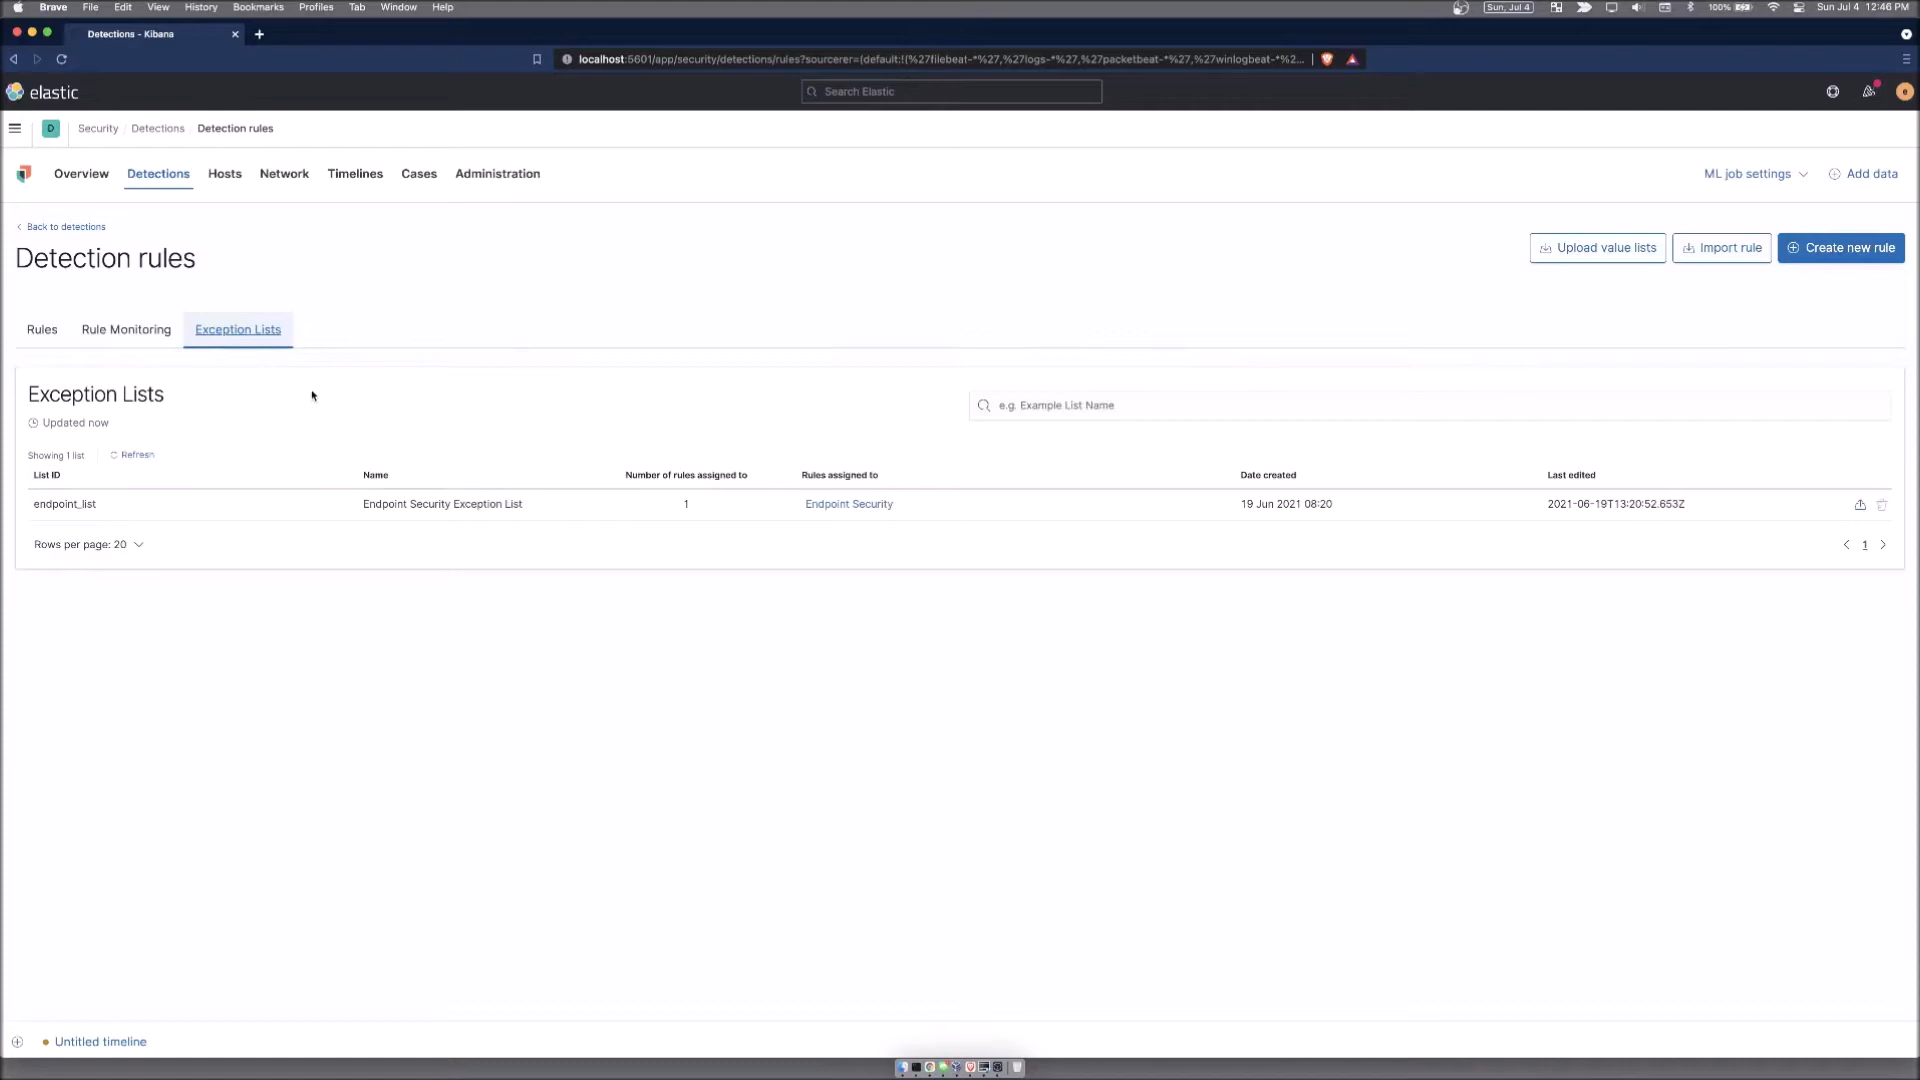 Brave File Edit View History Bookmarks Profiles Tab Window Help Sun, Jul 4 100% Sun Jul 4 12:46 PM
Detections - Kibana
localhost:5601/app/security/detections/rules?sourcerer=(default:!(%27filebeat-*%27,%27logs-*%27,%27packetbeat-*%27,%27winlogbeat-*%2...
elastic Search Elastic e
D Security / Detections / Detection rules
Overview Detections Hosts Network Timelines Cases Administration ML job settings Add data
Back to detections
Detection rules Upload value lists Import rule Create new rule
Rules Rule Monitoring Exception Lists
Exception Lists
e.g. Example List Name
Updated now
Showing 1 list Refresh
List ID Name Number of rules assigned to Rules assigned to Date created Last edited
endpoint_list Endpoint Security Exception List 1 Endpoint Security 19 Jun 2021 08:20 2021-06-19T13:20:52.653Z
Rows per page: 20 < 1 >
Untitled timeline